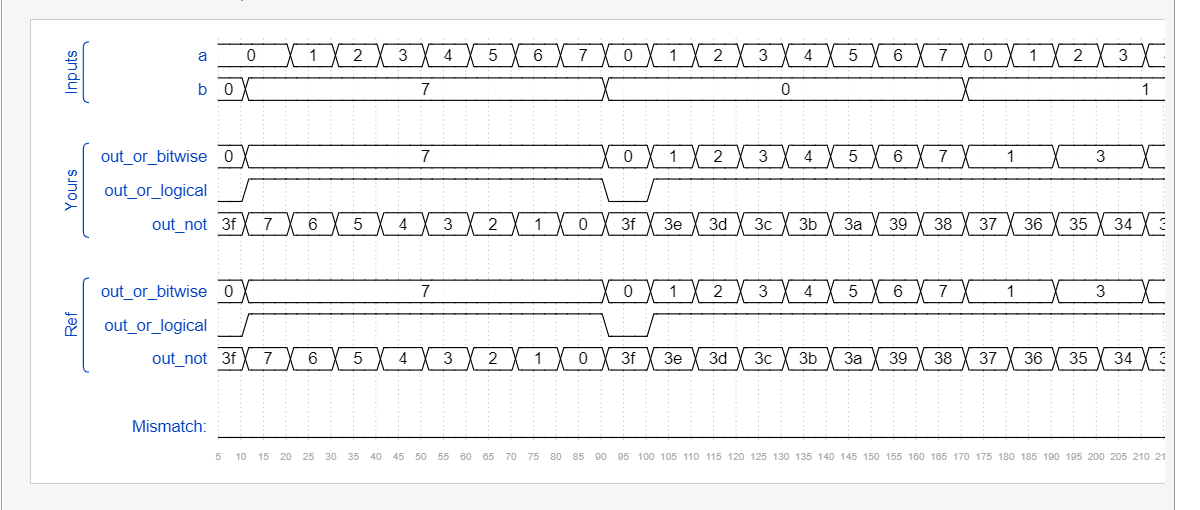 Inputs
a 0 1 2 3 4 5 6 7 0 1 2 3 4 5 6 7 0 1 2 3
b 0 7 0 1
Yours
out_or_bitwise 0 7 0 1 2 3 4 5 6 7 1 3
out_or_logical
out_not 3f 7 6 5 4 3 2 1 0 3f 3e 3d 3c 3b 3a 39 38 37 36 35 34 3
Ref
out_or_bitwise 0 7 0 1 2 3 4 5 6 7 1 3
out_or_logical
out_not 3f 7 6 5 4 3 2 1 0 3f 3e 3d 3c 3b 3a 39 38 37 36 35 34 3
Mismatch:
5 10 15 20 25 30 35 40 45 50 55 60 65 70 75 80 85 90 95 100 105 110 115 120 125 130 135 140 145 150 155 160 165 170 175 180 185 190 195 200 205 210 21